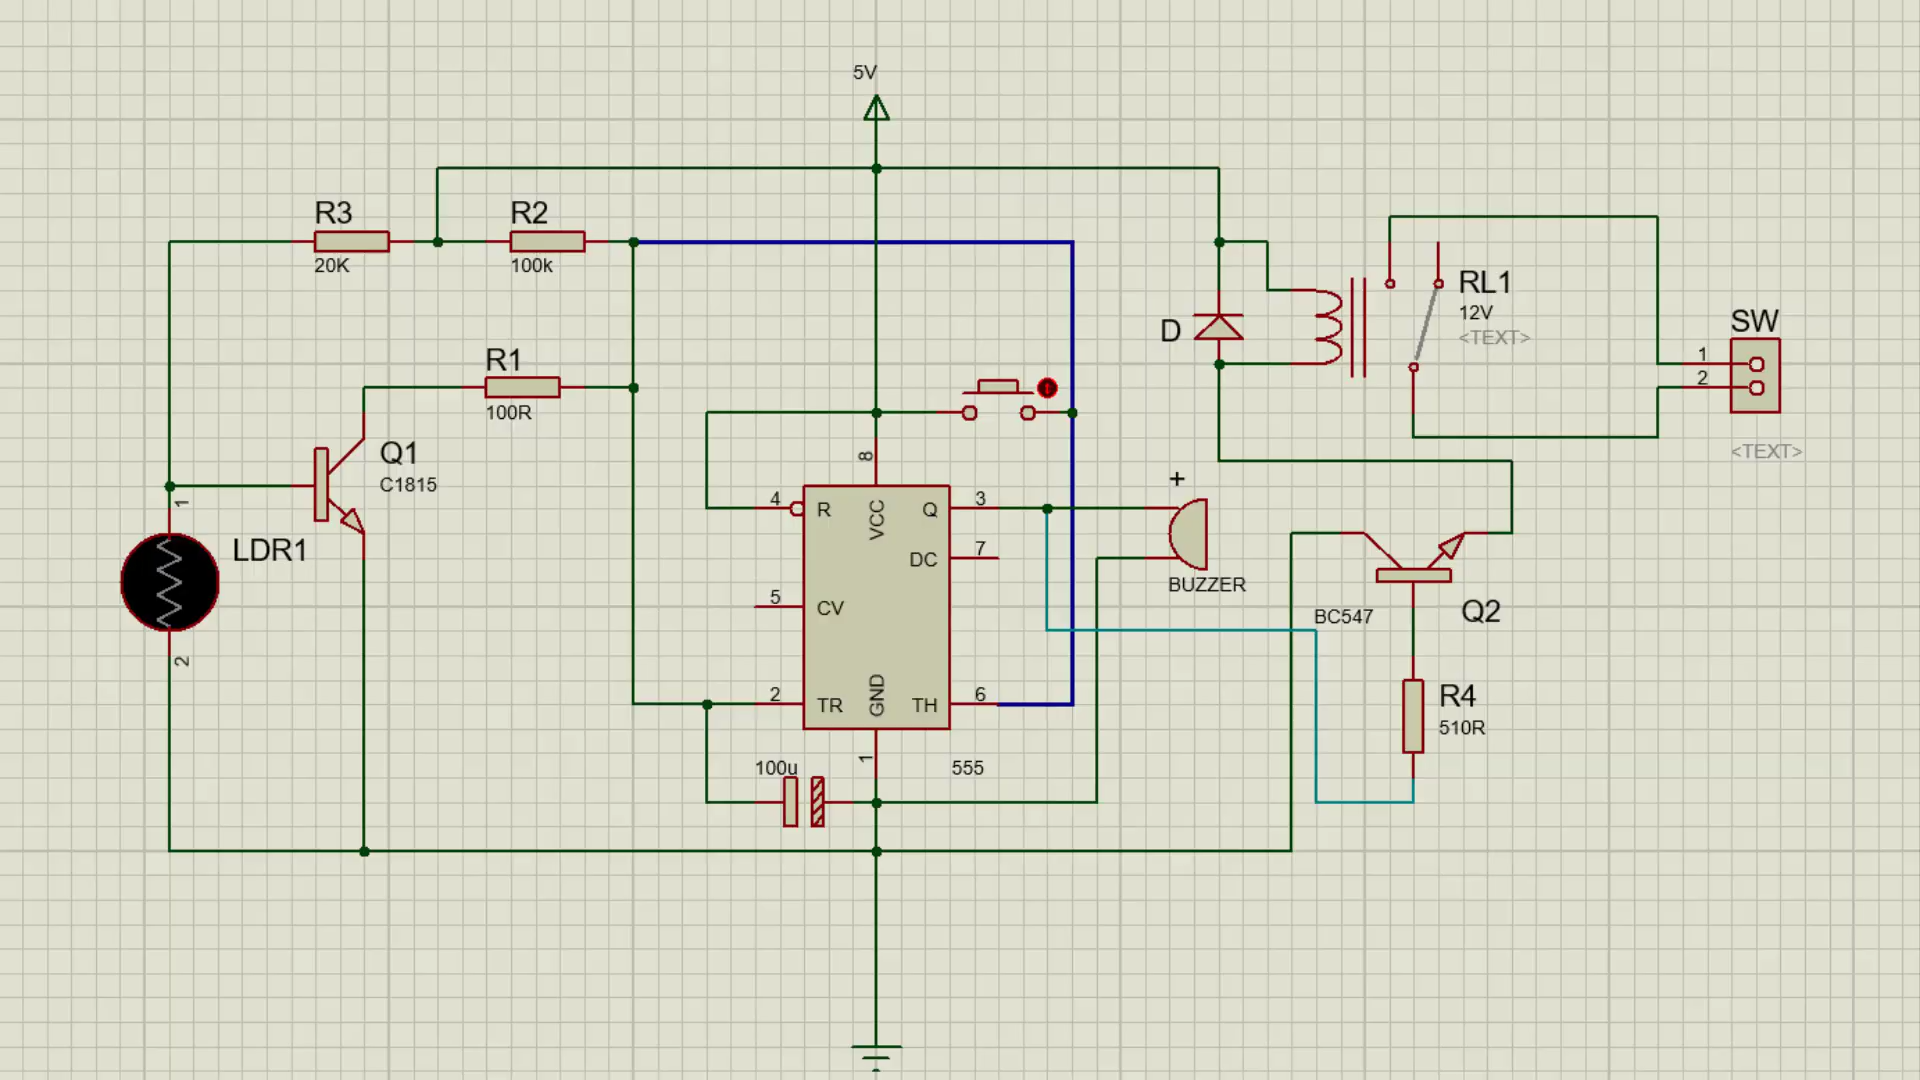 5V
R3
20K
R2
100k
R1
100R
Q1
C1815
1
LDR1
2
8
4
R
VCC
Q
3
DC
7
5
CV
2
TR
GND
TH
6
1
100u
555
+
BUZZER
D
RL1
12V
<TEXT>
SW
1
2
<TEXT>
BC547
Q2
R4
510R